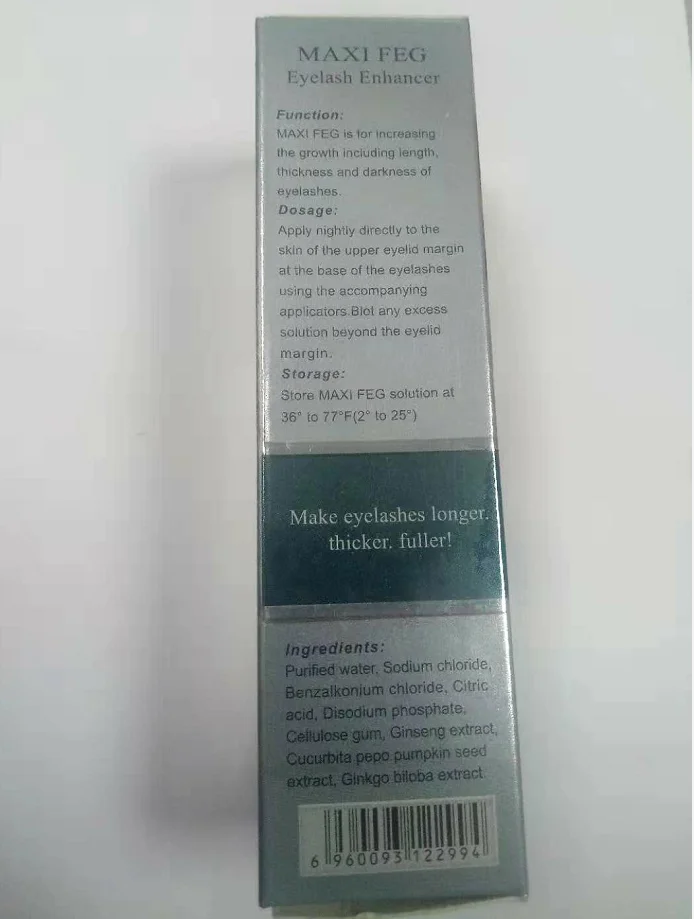 MAXI FEG
Eyelash Enhancer
Function:
MAXI FEG is for increasing
the growth including length,
thickness and darkness of
eyelashes.
Dosage:
Apply nightly directly to the
skin of the upper eyelid margin
at the base of the eyelashes
using the accompanying
applicators.Blot any excess
solution beyond the eyelid
margin.
Storage:
Store MAXI FEG solution at
36° to 77°F(2° to 25°)
Make eyelashes longer.
thicker. fuller!
Ingredients:
Purified water, Sodium chloride,
Benzalkonium chloride, Citric
acid, Disodium phosphate,
Cellulose gum, Ginseng extract,
Cucurbita pepo pumpkin seed
extract, Ginkgo biloba extract
6 960093 122994